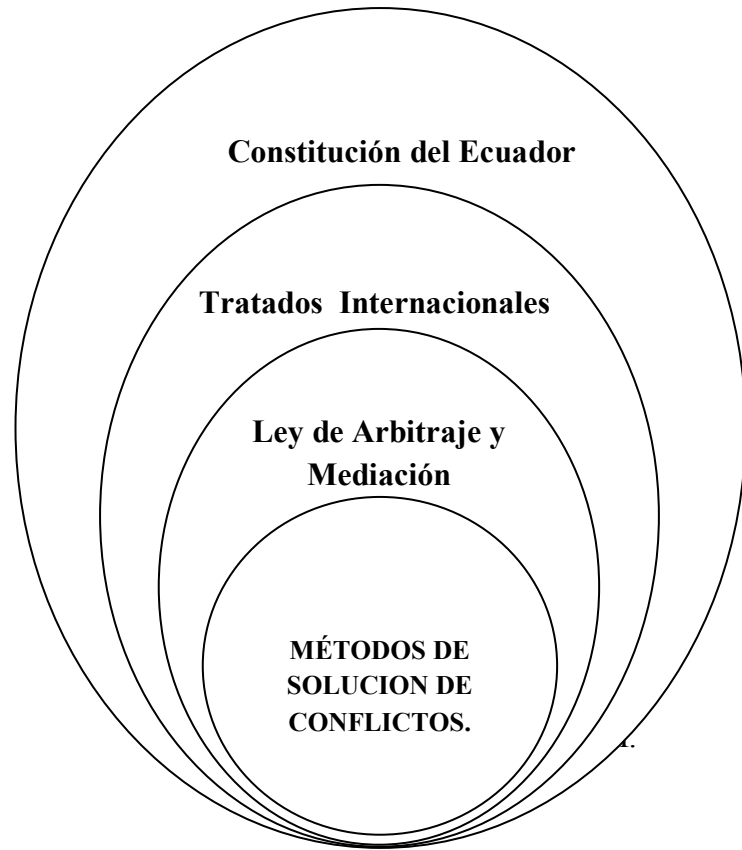 Constitución del Ecuador
Tratados Internacionales
Ley de Arbitraje y
Mediación
MÉTODOS DE
SOLUCION DE
CONFLICTOS.